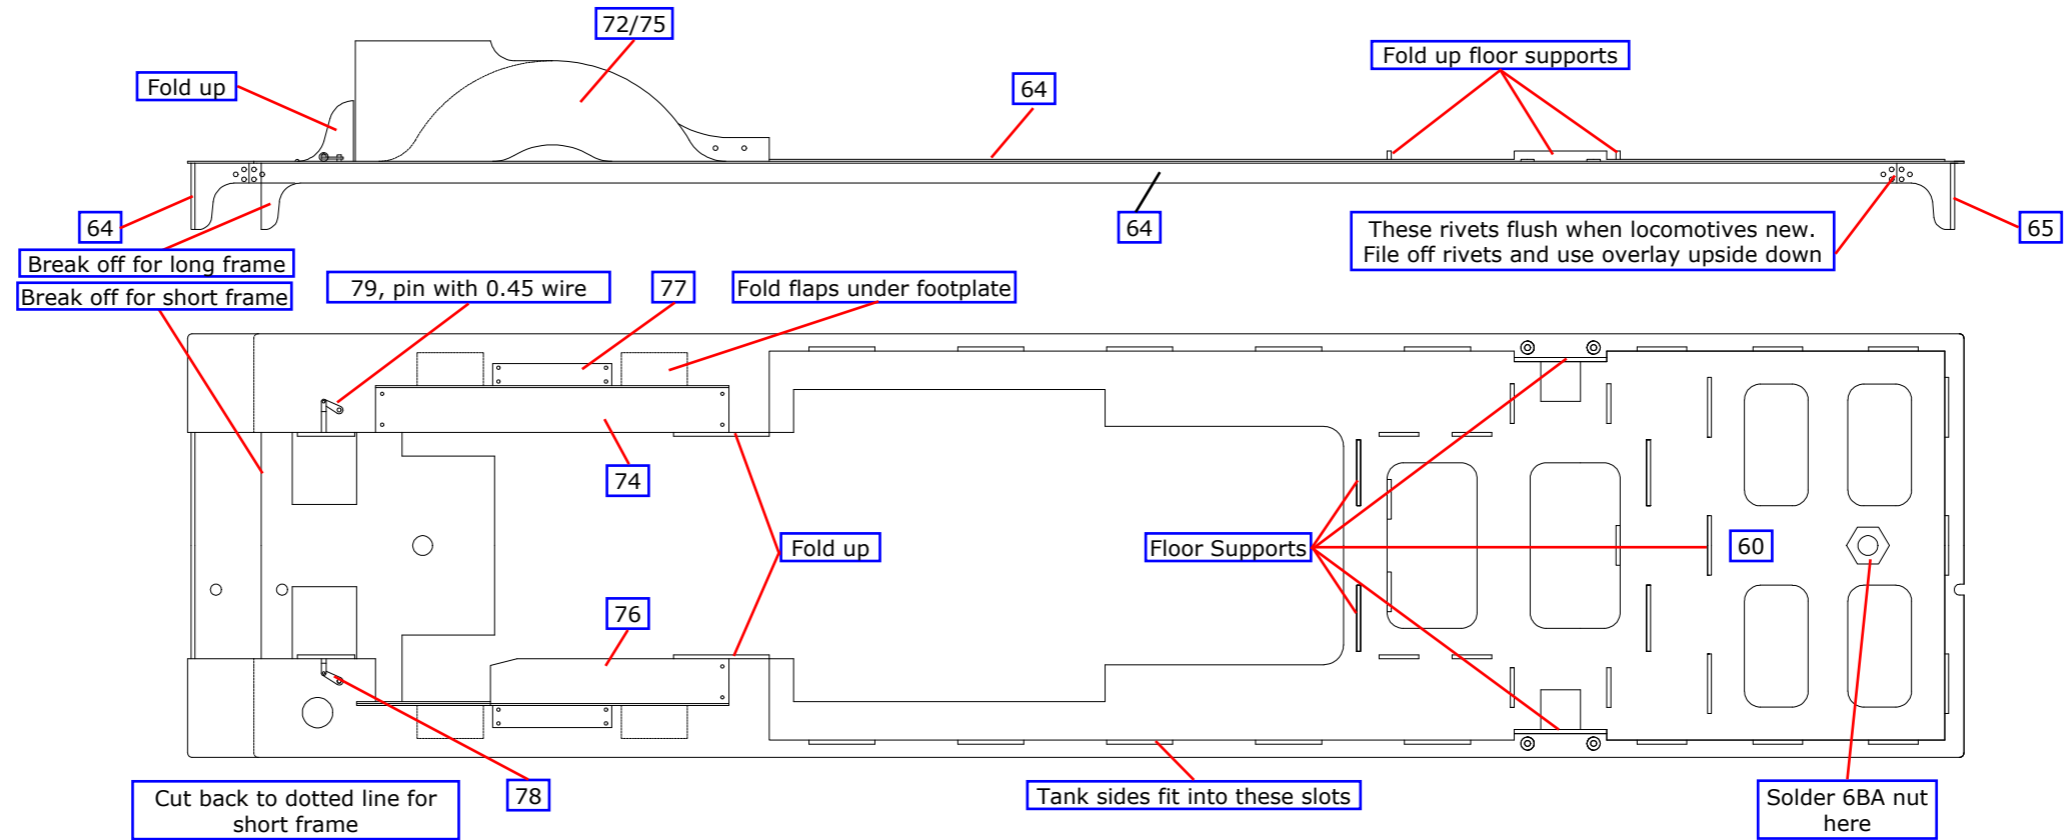 72/75
Fold up floor supports
Fold up
64
64
64
These rivets flush when locomotives new.
File off rivets and use overlay upside down
65
Break off for long frame
Break off for short frame
79, pin with 0.45 wire
77
Fold flaps under footplate
74
Fold up
Floor Supports
60
76
78
Cut back to dotted line for
short frame
Tank sides fit into these slots
Solder 6BA nut
here